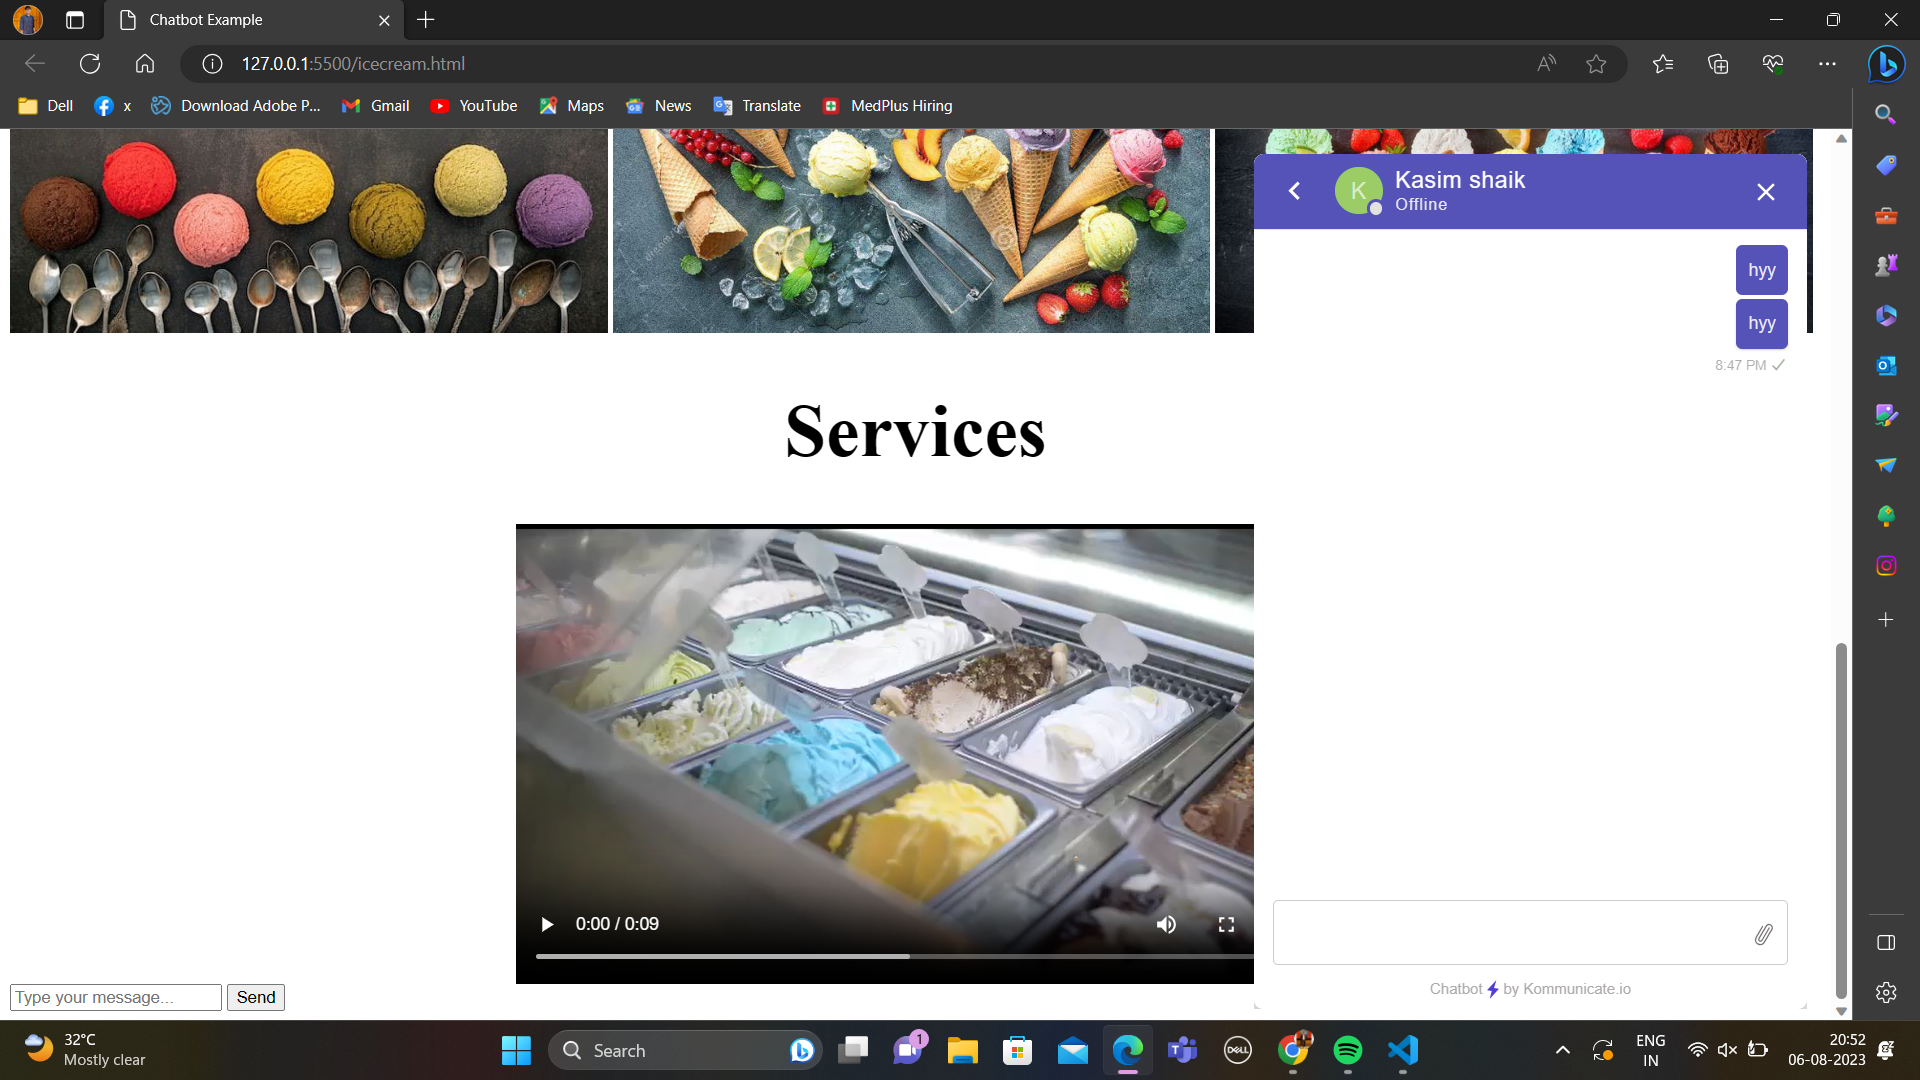 Chatbot Example
127.0.0.1:5500/icecream.html
Dell
x
Download Adobe P...
Gmail
YouTube
Maps
News
Translate
MedPlus Hiring
K
Kasim shaik
Offline
hyy
hyy
8:47 PM
Services
0:00 / 0:09
Chatbot by Kommunicate.io
Type your message...
Send
32°C
Mostly clear
Search
1
DELL
ENG
IN
20:52
06-08-2023